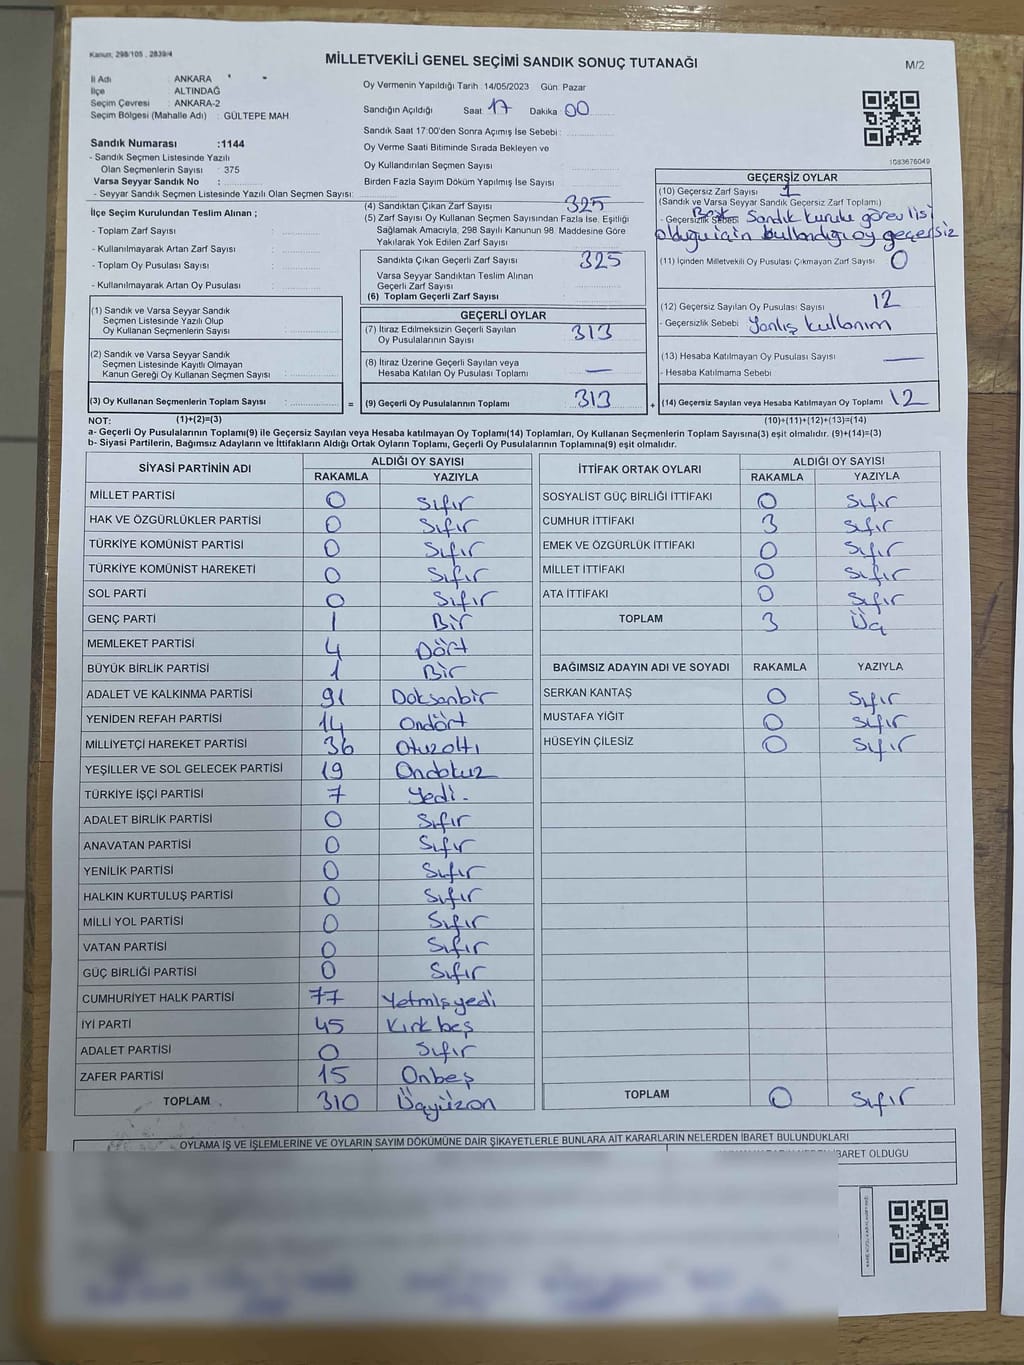 Kanun, 298/105 , 2839/4
MİLLETVEKİLİ GENEL SEÇİMİ SANDIK SONUÇ TUTANAĞI
M/2
İl Adı : ANKARA
İlçe : ALTINDAĞ
Seçim Çevresi : ANKARA-2
Seçim Bölgesi (Mahalle Adı) : GÜLTEPE MAH.
Sandık Numarası :1144
- Sandık Seçmen Listesinde Yazılı
Olan Seçmenlerin Sayısı : 375
Varsa Seyyar Sandık No :
- Seyyar Sandık Seçmen Listesinde Yazılı Olan Seçmen Sayısı:
İlçe Seçim Kurulundan Teslim Alınan ;
- Toplam Zarf Sayısı :
- Kullanılmayarak Artan Zarf Sayısı :
- Toplam Oy Pusulası Sayısı :
- Kullanılmayarak Artan Oy Pusulası :
(1) Sandık ve Varsa Seyyar Sandık
Seçmen Listesinde Yazılı Olup
Oy Kullanan Seçmenlerin Sayısı :
(2) Sandık ve Varsa Seyyar Sandık
Seçmen Listesinde Kayıtlı Olmayan
Kanun Gereği Oy Kullanan Seçmen Sayısı :
(3) Oy Kullanan Seçmenlerin Toplam Sayısı :
Oy Vermenin Yapıldığı Tarih :14/05/2023 Gün: Pazar
Sandığın Açıldığı Saat : 17 Dakika : 00
Sandık Saat 17:00'den Sonra Açımış İse Sebebi :
Oy Verme Saati Bitiminde Sırada Bekleyen ve
Oy Kullandırılan Seçmen Sayısı :
Birden Fazla Sayım Döküm Yapılmış İse Sayısı :
(4) Sandıktan Çıkan Zarf Sayısı : 325
(5) Zarf Sayısı Oy Kullanan Seçmen Sayısından Fazla İse, Eşitliği
Sağlamak Amacıyla; 298 Sayılı Kanunun 98. Maddesine Göre
Yakılarak Yok Edilen Zarf Sayısı :
Sandıkta Çıkan Geçerli Zarf Sayısı : 325
Varsa Seyyar Sandıktan Teslim Alınan
Geçerli Zarf Sayısı :
(6) Toplam Geçerli Zarf Sayısı :
GEÇERLİ OYLAR
(7) İtiraz Edilmeksizin Geçerli Sayılan
Oy Pusulalarının Sayısı : 313
(8) İtiraz Üzerine Geçerli Sayılan veya
Hesaba Katılan Oy Pusulası Toplamı : —
= (9) Geçerli Oy Pusulalarının Toplamı : 313 +
1083676049
GEÇERSİZ OYLAR
(10) Geçersiz Zarf Sayısı : 1
(Sandık ve Varsa Seyyar Sandık Geçersiz Zarf Toplamı)
- Geçersizlik Sebebi Sandık kurulu görevlisi
olduğu için kullandığı oy geçersiz
(11) İçinden Milletvekili Oy Pusulası Çıkmayan Zarf Sayısı : 0
(12) Geçersiz Sayılan Oy Pusulası Sayısı : 12
- Geçersizlik Sebebi Yanlış kullanım
(13) Hesaba Katılmayan Oy Pusulası Sayısı : —
- Hesaba Katılmama Sebebi
(14) Geçersiz Sayılan veya Hesaba Katılmayan Oy Toplamı : 12
NOT: (1)+(2)=(3) (10)+(11)+(12)+(13)=(14)
a- Geçerli Oy Pusulalarının Toplamı(9) ile Geçersiz Sayılan veya Hesaba katılmayan Oy Toplamı(14) Toplamları, Oy Kullanan Seçmenlerin Toplam Sayısına(3) eşit olmalıdır. (9)+(14)=(3)
b- Siyasi Partilerin, Bağımsız Adayların ve İttifakların Aldığı Ortak Oyların Toplamı, Geçerli Oy Pusulalarının Toplamına(9) eşit olmalıdır.
SİYASİ PARTİNİN ADI ALDIĞI OY SAYISI
RAKAMLA YAZIYLA
MİLLET PARTİSİ 0 Sıfır
HAK VE ÖZGÜRLÜKLER PARTİSİ 0 Sıfır
TÜRKİYE KOMÜNİST PARTİSİ 0 Sıfır
TÜRKİYE KOMÜNİST HAREKETİ 0 Sıfır
SOL PARTİ 0 Sıfır
GENÇ PARTİ 1 Bir
MEMLEKET PARTİSİ 4 Dört
BÜYÜK BİRLİK PARTİSİ 1 Bir
ADALET VE KALKINMA PARTİSİ 91 Doksanbir
YENİDEN REFAH PARTİSİ 14 Ondört
MİLLİYETÇİ HAREKET PARTİSİ 36 Otuzaltı
YEŞİLLER VE SOL GELECEK PARTİSİ 19 Ondokuz
TÜRKİYE İŞÇİ PARTİSİ 7 Yedi
ADALET BİRLİK PARTİSİ 0 Sıfır
ANAVATAN PARTİSİ 0 Sıfır
YENİLİK PARTİSİ 0 Sıfır
HALKIN KURTULUŞ PARTİSİ 0 Sıfır
MİLLİ YOL PARTİSİ 0 Sıfır
VATAN PARTİSİ 0 Sıfır
GÜÇ BİRLİĞİ PARTİSİ 0 Sıfır
CUMHURİYET HALK PARTİSİ 77 Yetmişyedi
İYİ PARTİ 45 Kırk beş
ADALET PARTİSİ 0 Sıfır
ZAFER PARTİSİ 15 Onbeş
TOPLAM 310 Üçyüzon
İTTİFAK ORTAK OYLARI ALDIĞI OY SAYISI
RAKAMLA YAZIYLA
SOSYALİST GÜÇ BİRLİĞİ İTTİFAKI 0 Sıfır
CUMHUR İTTİFAKI 3 Sıfır
EMEK VE ÖZGÜRLÜK İTTİFAKI 0 Sıfır
MİLLET İTTİFAKI 0 Sıfır
ATA İTTİFAKI 0 Sıfır
TOPLAM 3 Üç
BAĞIMSIZ ADAYIN ADI VE SOYADI RAKAMLA YAZIYLA
SERKAN KANTAŞ 0 Sıfır
MUSTAFA YİĞİT 0 Sıfır
HÜSEYİN ÇİLESİZ 0 Sıfır
TOPLAM 0 Sıfır
OYLAMA İŞ VE İŞLEMLERİNE VE OYLARIN SAYIM DÖKÜMÜNE DAİR ŞİKAYETLERLE BUNLARA AİT KARARLARIN NELERDEN İBARET BULUNDUKLARI
İBARET OLDUĞU